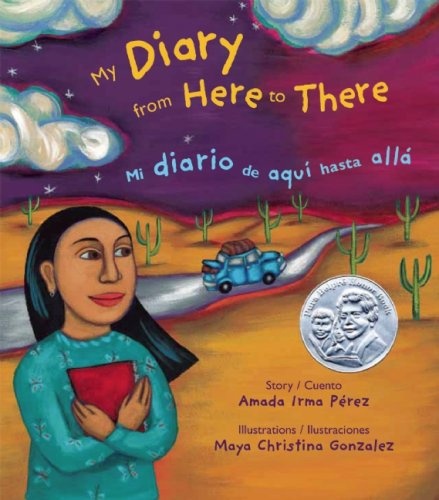 My Diary
from Here to There
Mi diario de aquí hasta allá
Story / Cuento
Amada Irma Pérez
Illustrations / Ilustraciones
Maya Christina Gonzalez